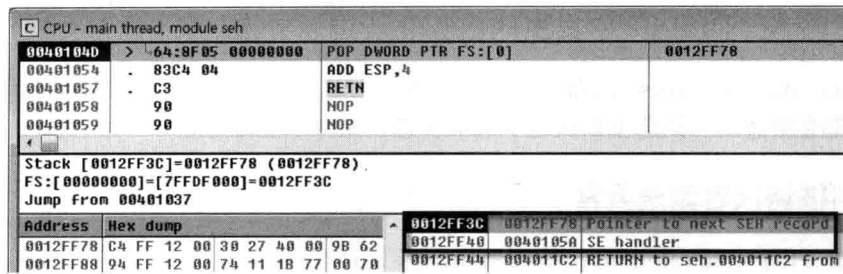 C CPU - main thread, module seh
0040104D > 64:8F05 00000000 POP DWORD PTR FS:[0] 0012FF78
00401054 . 83C4 04 ADD ESP,4
00401057 . C3 RETN
00401058 90 NOP
00401059 90 NOP
Stack [0012FF3C]=0012FF78 (0012FF78)
FS:[00000000]=[7FFDF000]=0012FF3C
Jump from 00401037
Address Hex dump
0012FF78 C4 FF 12 00 30 27 40 00 9B 62
0012FF88 94 FF 12 00 74 11 1B 77 00 70
0012FF3C 0012FF78 Pointer to next SEH record
0012FF40 0040105A SE handler
0012FF44 004011C2 RETURN to seh.004011C2 from